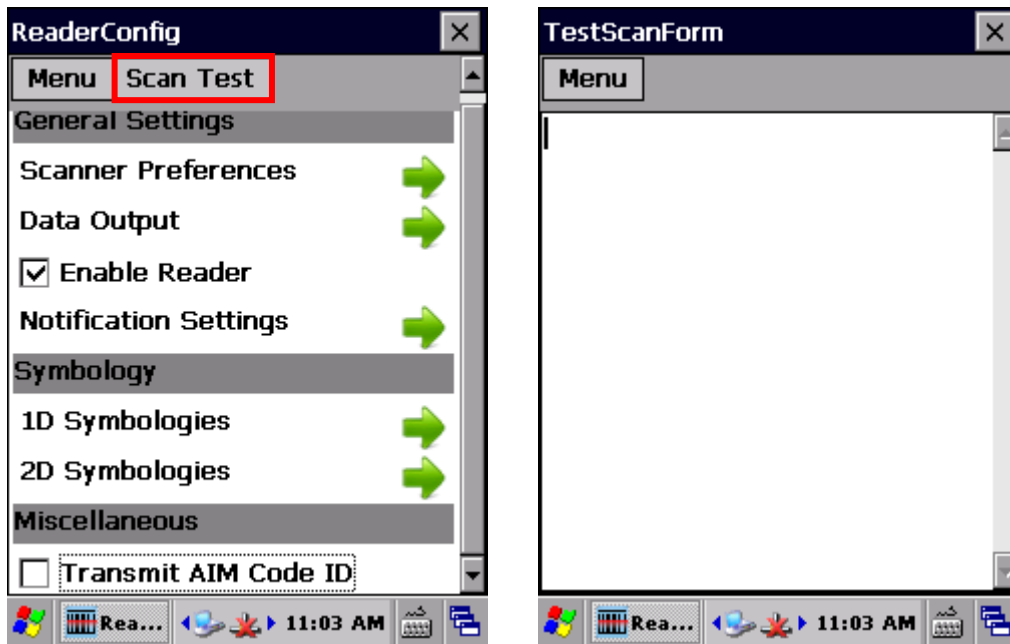 ReaderConfig
Menu Scan Test
General Settings
Scanner Preferences
Data Output
Enable Reader
Notification Settings
Symbology
1D Symbologies
2D Symbologies
Miscellaneous
Transmit AIM Code ID
Rea... 11:03 AM
TestScanForm
Menu
Rea... 11:03 AM